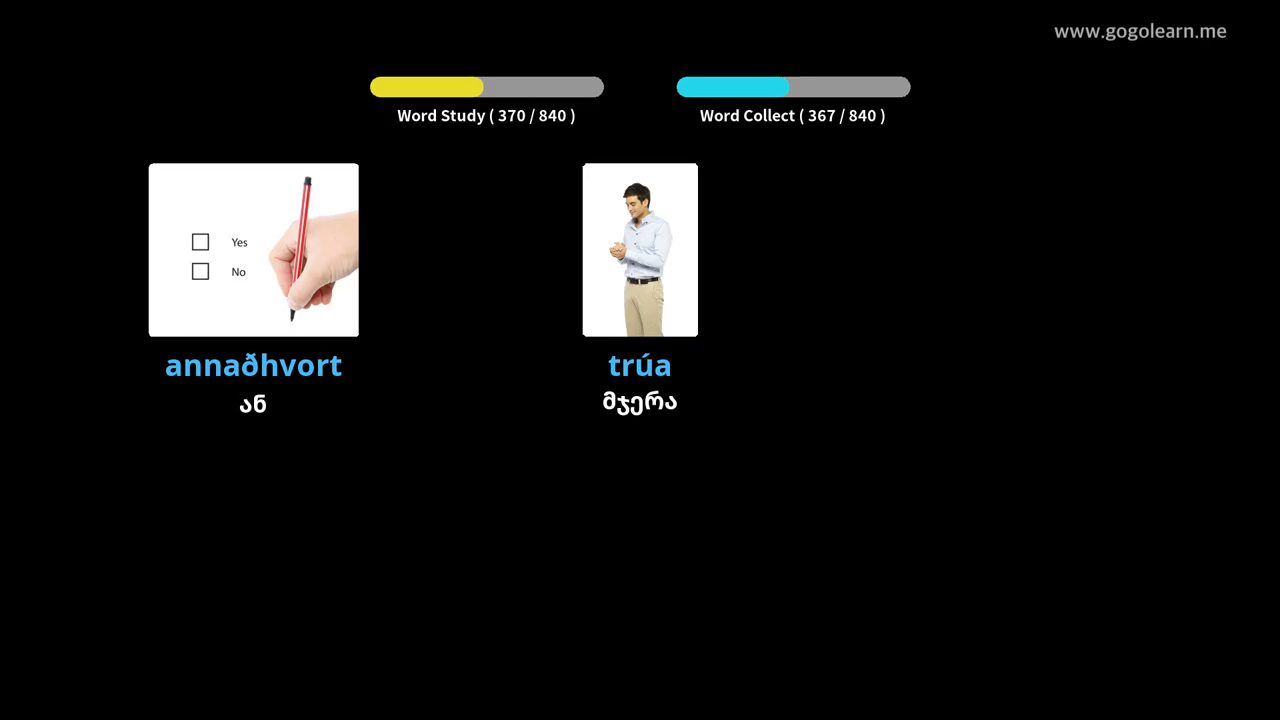 www.gogolearn.me
Word Study ( 370 / 840 )
Word Collect ( 367 / 840 )
Yes
No
annaðhvort
ან
trúa
მჯერა